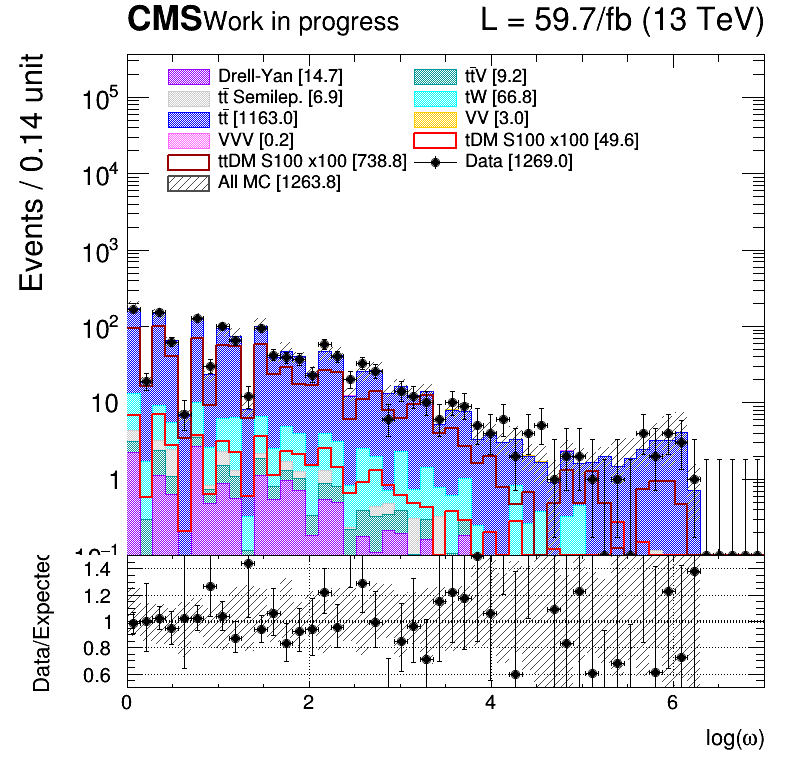 CMS Work in progress L = 59.7/fb (13 TeV)
Events / 0.14 unit
Drell-Yan [14.7] tt̄V [9.2]
tt̄ Semilep. [6.9] tW [66.8]
tt̄ [1163.0] VV [3.0]
VVV [0.2] tDM S100 x100 [49.6]
ttDM S100 x100 [738.8] Data [1269.0]
All MC [1263.8]
10⁵
10⁴
10³
10²
10
1
10⁻¹
Data/Expected
1.4
1.2
1
0.8
0.6
0 2 4 6
log(ω)